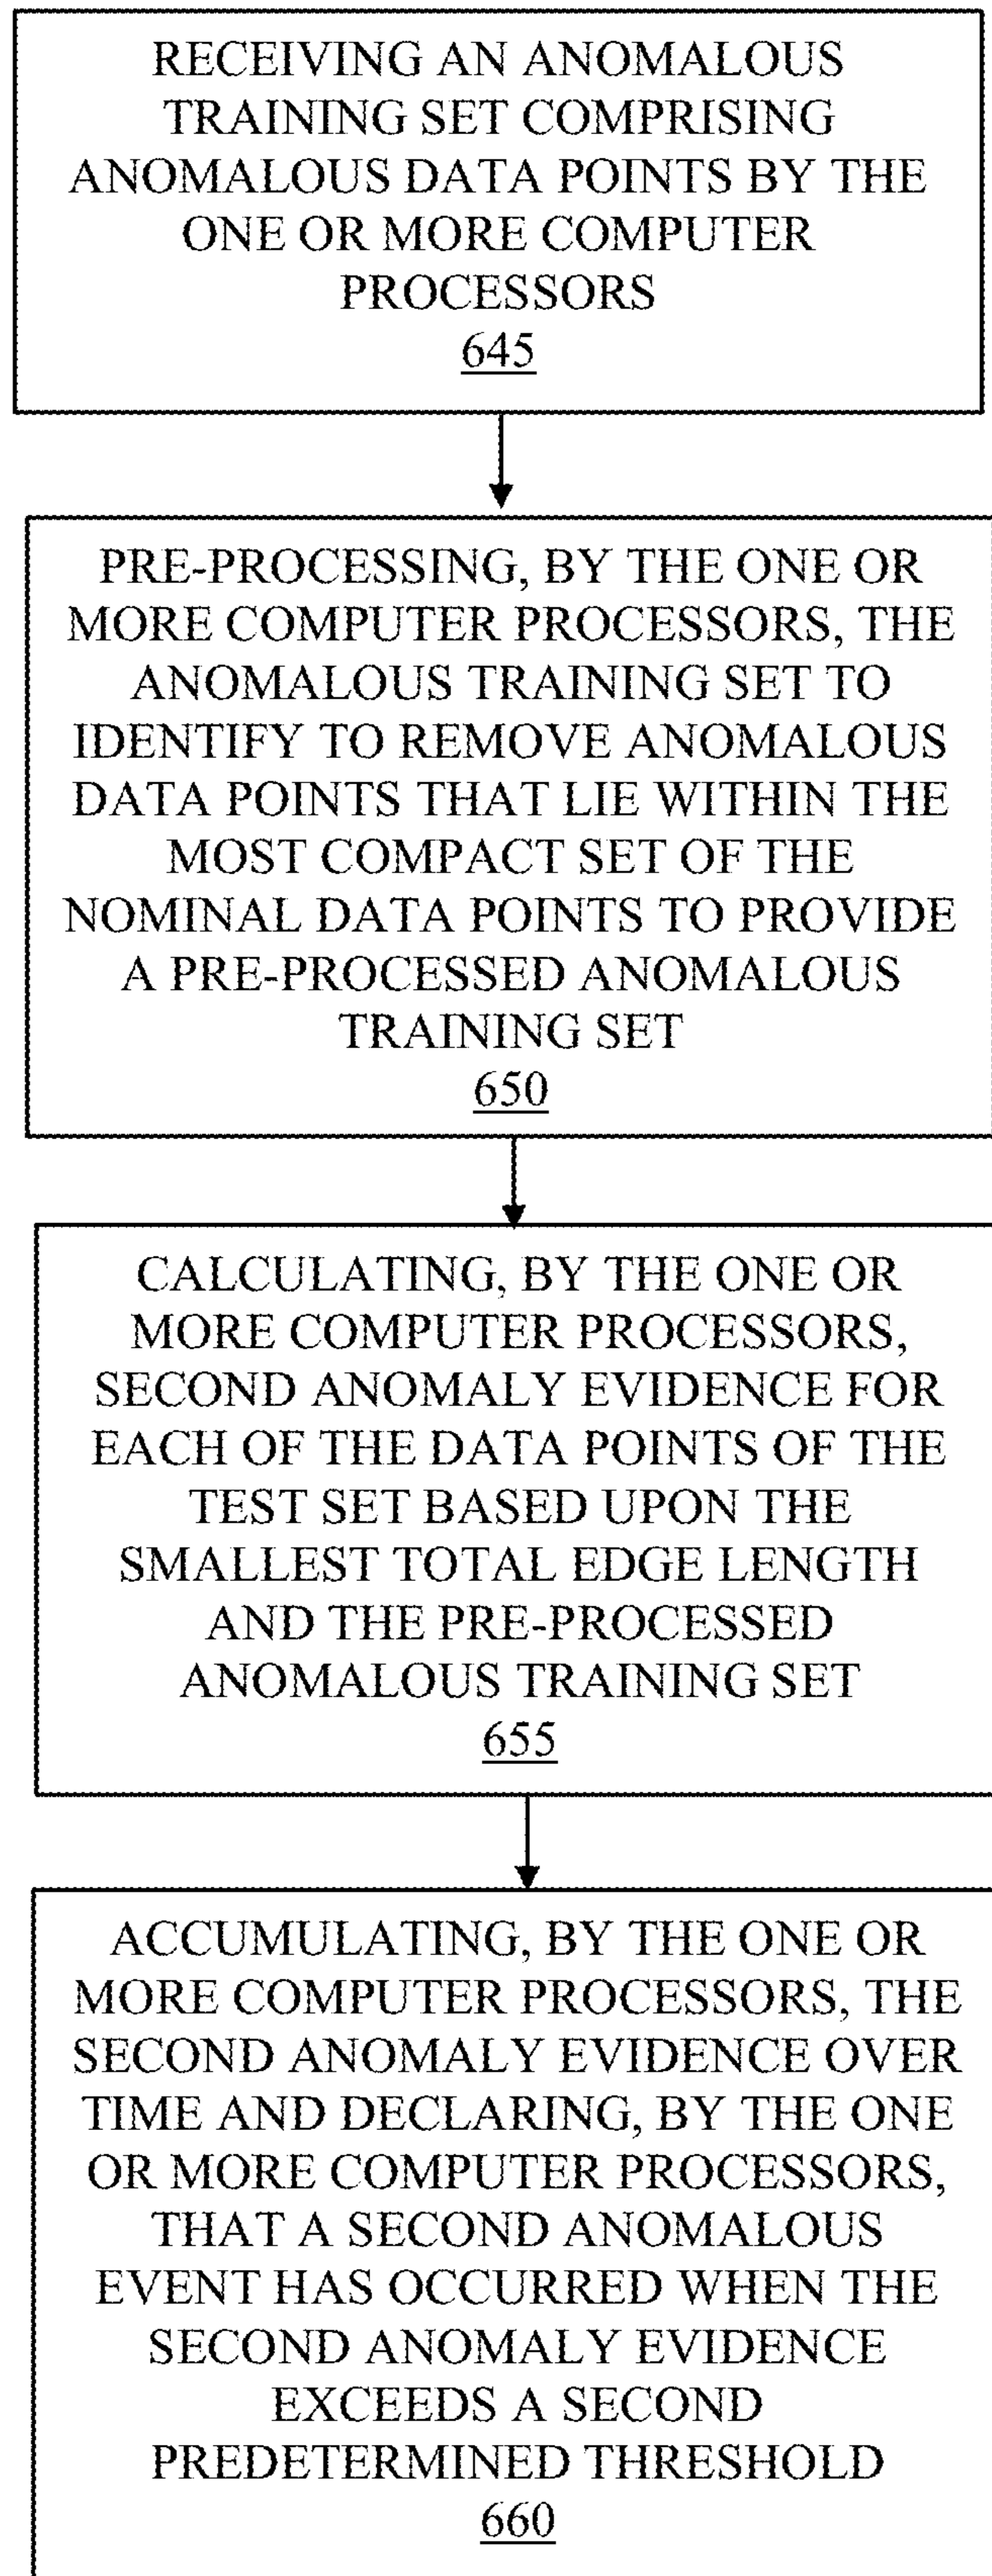 RECEIVING AN ANOMALOUS
TRAINING SET COMPRISING
ANOMALOUS DATA POINTS BY THE
ONE OR MORE COMPUTER
PROCESSORS
645
PRE-PROCESSING, BY THE ONE OR
MORE COMPUTER PROCESSORS, THE
ANOMALOUS TRAINING SET TO
IDENTIFY TO REMOVE ANOMALOUS
DATA POINTS THAT LIE WITHIN THE
MOST COMPACT SET OF THE
NOMINAL DATA POINTS TO PROVIDE
A PRE-PROCESSED ANOMALOUS
TRAINING SET
650
CALCULATING, BY THE ONE OR
MORE COMPUTER PROCESSORS,
SECOND ANOMALY EVIDENCE FOR
EACH OF THE DATA POINTS OF THE
TEST SET BASED UPON THE
SMALLEST TOTAL EDGE LENGTH
AND THE PRE-PROCESSED
ANOMALOUS TRAINING SET
655
ACCUMULATING, BY THE ONE OR
MORE COMPUTER PROCESSORS, THE
SECOND ANOMALY EVIDENCE OVER
TIME AND DECLARING, BY THE ONE
OR MORE COMPUTER PROCESSORS,
THAT A SECOND ANOMALOUS
EVENT HAS OCCURRED WHEN THE
SECOND ANOMALY EVIDENCE
EXCEEDS A SECOND
PREDETERMINED THRESHOLD
660